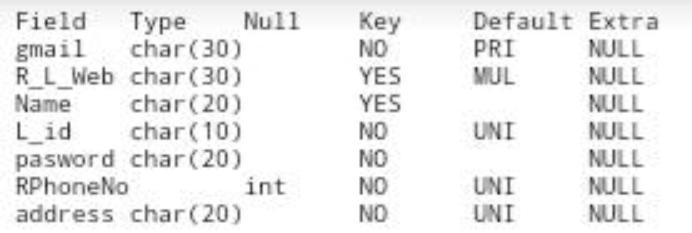 Field Type Null Key Default Extra
gmail char(30) NO PRI NULL
R_L_Web char(30) YES MUL NULL
Name char(20) YES NULL
L_id char(10) NO UNI NULL
pasword char(20) NO NULL
RPhoneNo int NO UNI NULL
address char(20) NO UNI NULL